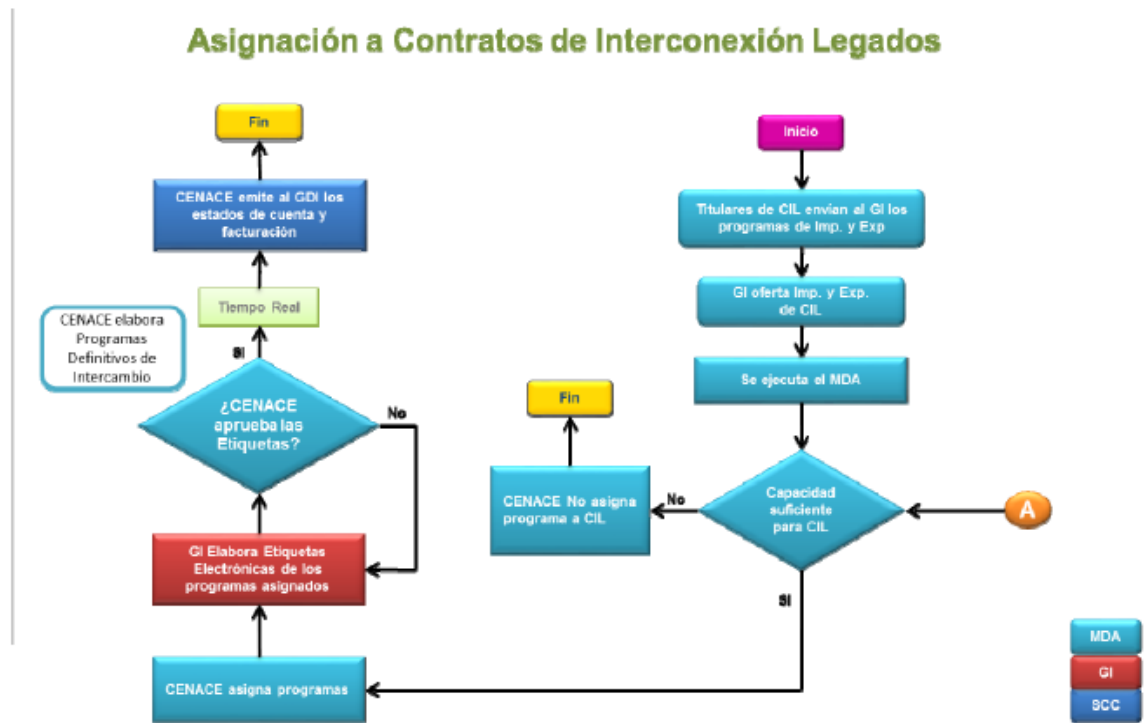 Asignación a Contratos de Interconexión Legados
Inicio
Titulares de CIL envían al GI los
programas de Imp. y Exp
GI oferta Imp. y Exp.
de CIL
Se ejecuta el MDA
Capacidad
suficiente
para CIL
A
No
CENACE No asigna
programa a CIL
Fin
SI
CENACE asigna programas
GI Elabora Etiquetas
Electrónicas de los
programas asignados
¿CENACE
aprueba las
Etiquetas?
No
SI
CENACE elabora
Programas
Definitivos de
Intercambio
Tiempo Real
CENACE emite al GDI los
estados de cuenta y
facturación
Fin
MDA
GI
SCC